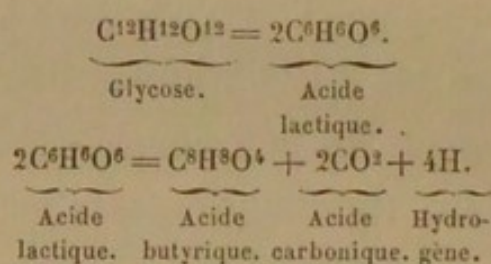 C¹²H¹²O¹² = 2C⁶H⁶O⁶.
Glycose. Acide
lactique.
2C⁶H⁶O⁶ = C⁸H⁸O⁴ + 2CO² + 4H.
Acide Acide Acide Hydro-
lactique. butyrique. carbonique. gène.